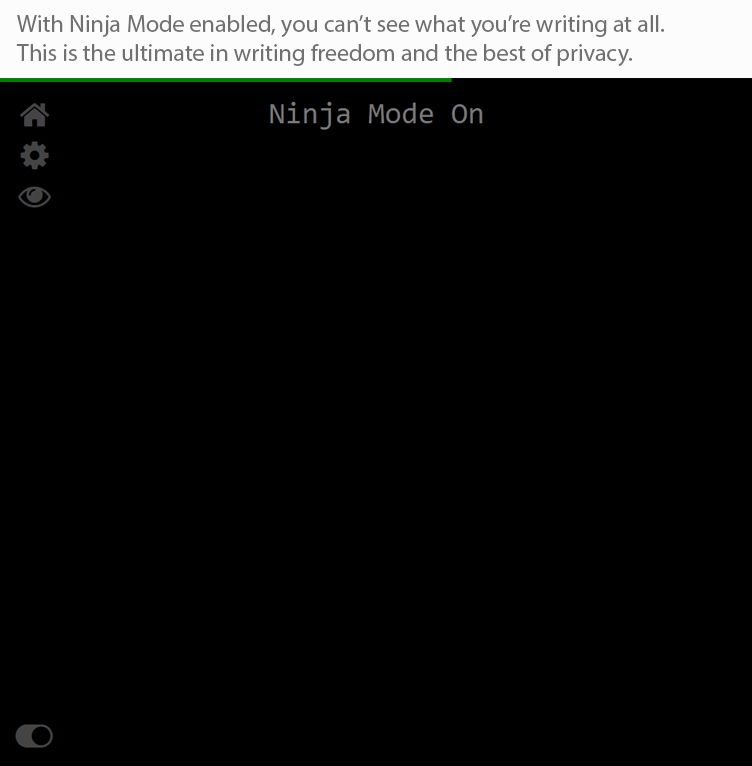 With Ninja Mode enabled, you can’t see what you’re writing at all.
This is the ultimate in writing freedom and the best of privacy.
Ninja Mode On